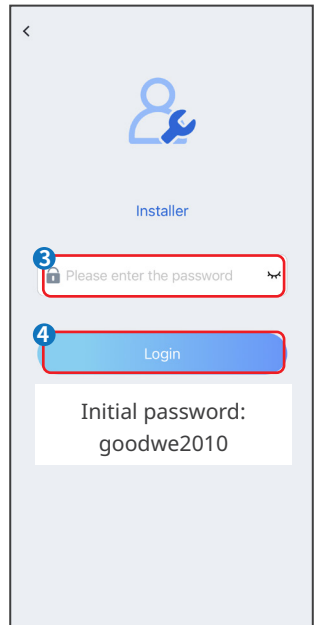 Installer
3
Please enter the password
4
Login
Initial password:
goodwe2010